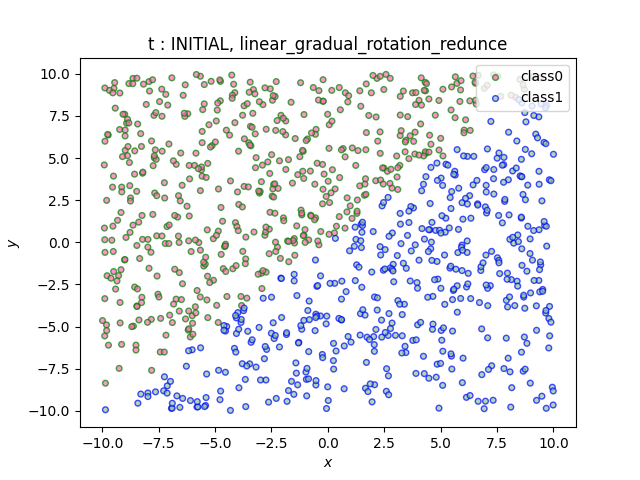 t : INITIAL, linear_gradual_rotation_redunce
class0
class1
10.0
7.5
5.0
2.5
0.0
−2.5
−5.0
−7.5
−10.0
y
−10.0 −7.5 −5.0 −2.5 0.0 2.5 5.0 7.5 10.0
x